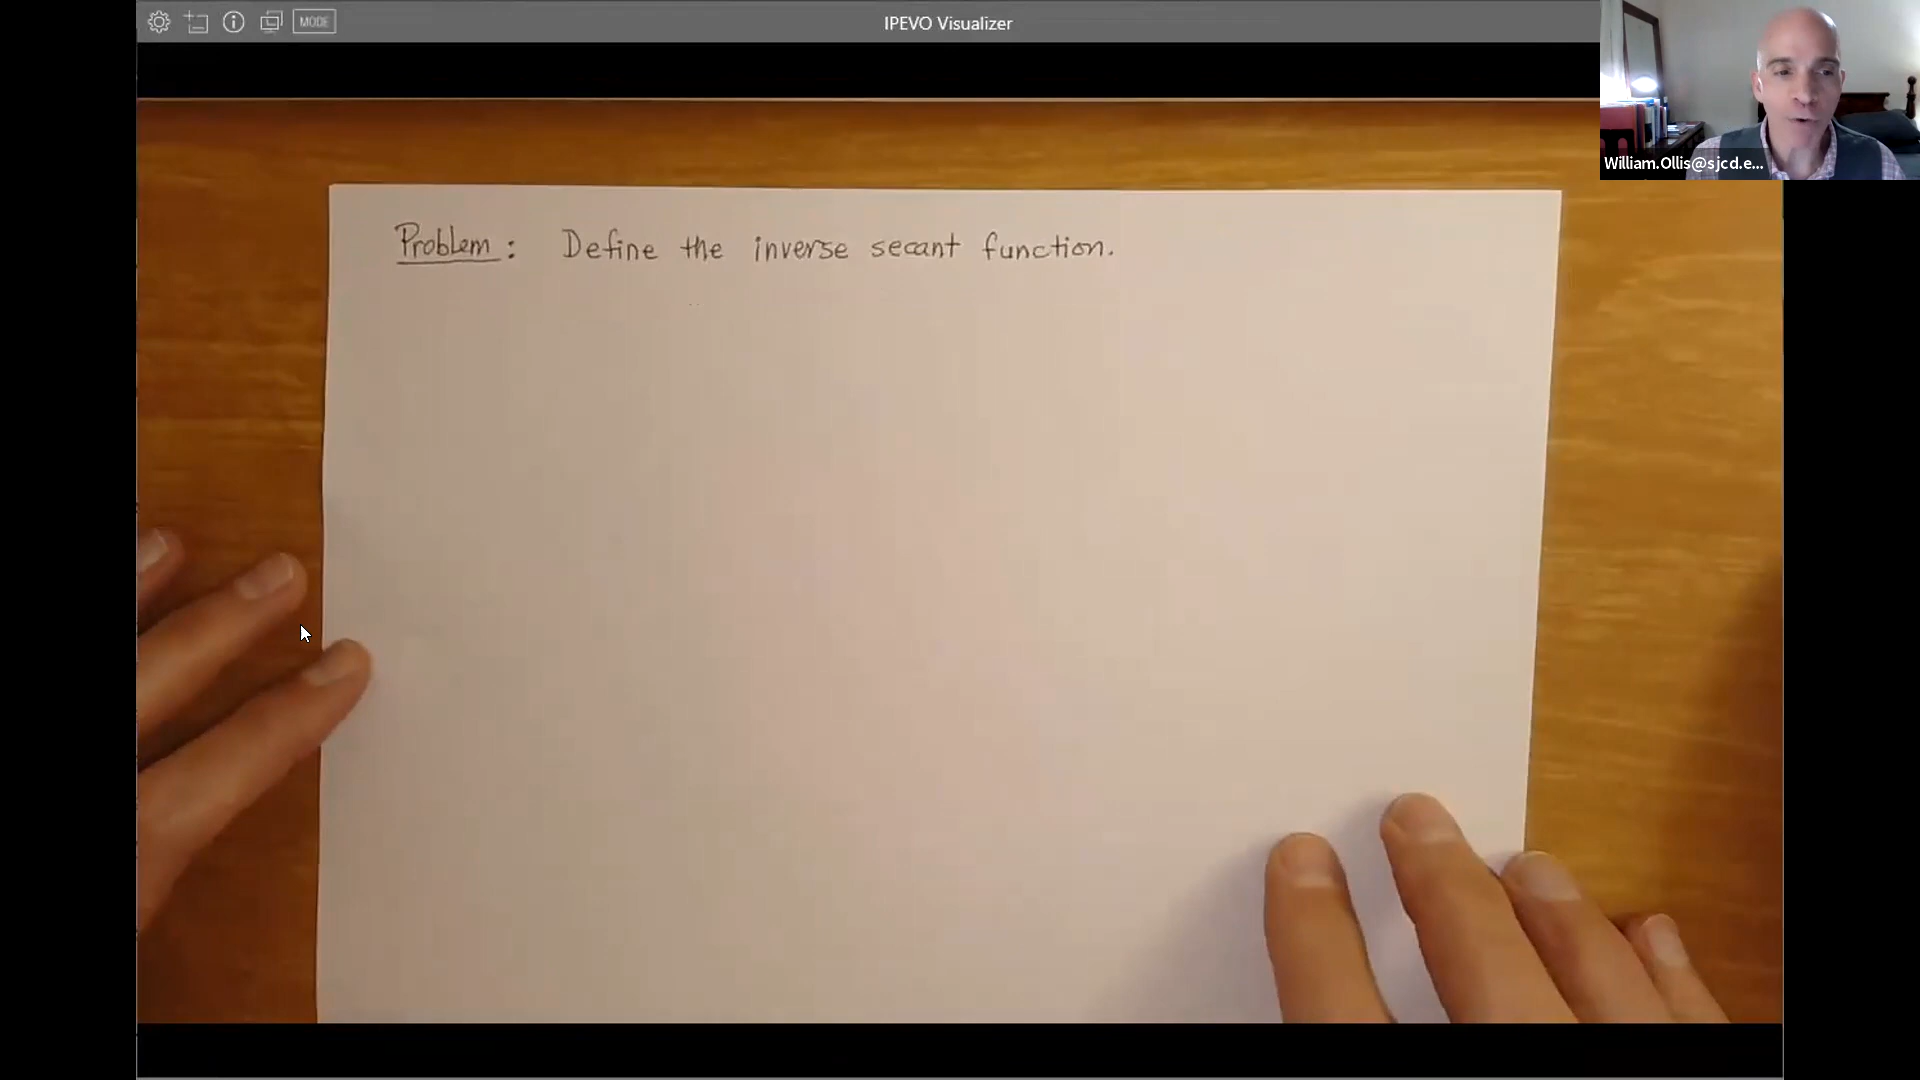 MODE
IPEVO Visualizer
William.Ollis@sjcd.e...
Problem: Define the inverse secant function.